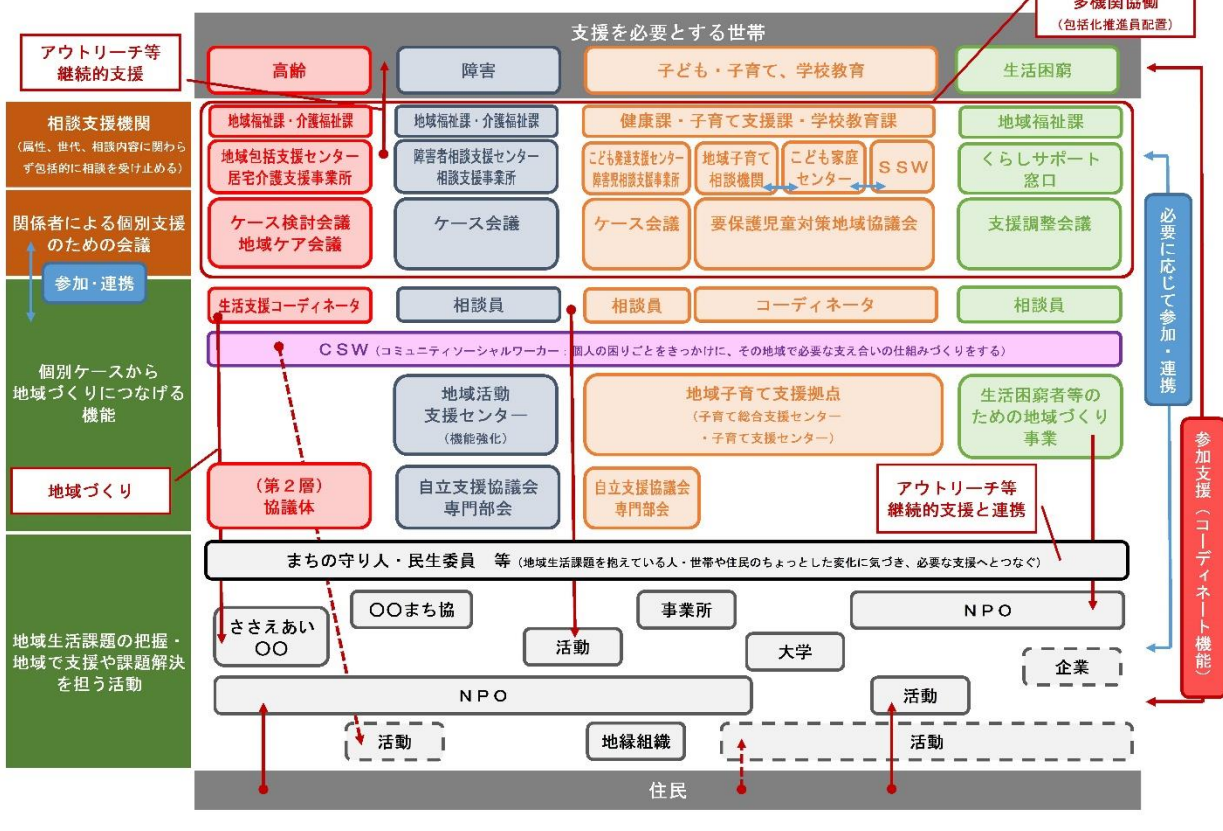 多機関協働
(包括化推進員配置)
支援を必要とする世帯
アウトリーチ等
継続的支援
高齢
障害
子ども・子育て、学校教育
生活困窮
相談支援機関
(属性、世代、相談内容に関わら
ず包括的に相談を受け止める)
地域福祉課・介護福祉課
地域福祉課・介護福祉課
健康課・子育て支援課・学校教育課
地域福祉課
地域包括支援センター
居宅介護支援事業所
障害者相談支援センター
相談支援事業所
こども発達支援センター
障害児相談支援事業所
地域子育て
相談機関
こども家庭
センター
SSW
くらしサポート
窓口
関係者による個別支援
のための会議
ケース検討会議
地域ケア会議
ケース会議
ケース会議
要保護児童対策地域協議会
支援調整会議
参加・連携
必要に応じて参加・連携
生活支援コーディネータ
相談員
相談員
コーディネータ
相談員
CSW(コミュニティソーシャルワーカー:個人の困りごとをきっかけに、その地域で必要な支え合いの仕組みづくりをする)
個別ケースから
地域づくりにつなげる
機能
地域活動
支援センター
(機能強化)
地域子育て支援拠点
(子育て総合支援センター
・子育て支援センター)
生活困窮者等の
ための地域づくり
事業
参加支援(コーディネート機能)
地域づくり
(第2層)
協議体
自立支援協議会
専門部会
自立支援協議会
専門部会
アウトリーチ等
継続的支援と連携
まちの守り人・民生委員 等(地域生活課題を抱えている人・世帯や住民のちょっとした変化に気づき、必要な支援へとつなぐ)
地域生活課題の把握・
地域で支援や課題解決
を担う活動
ささえあい
〇〇
〇〇まち協
事業所
NPO
活動
大学
企業
NPO
活動
活動
地縁組織
活動
住民